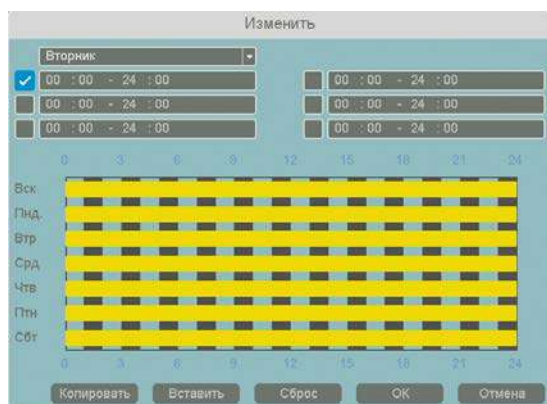 Изменить
Вторник
00 :00 - 24 :00 00 :00 - 24 :00
00 :00 - 24 :00 00 :00 - 24 :00
00 :00 - 24 :00 00 :00 - 24 :00
0 3 6 9 12 15 18 21 24
Вск
Пнд.
Втр
Срд
Чтв
Птн
Сбт
0 3 6 9 12 15 18 21 24
Копировать Вставить Сброс ОК Отмена